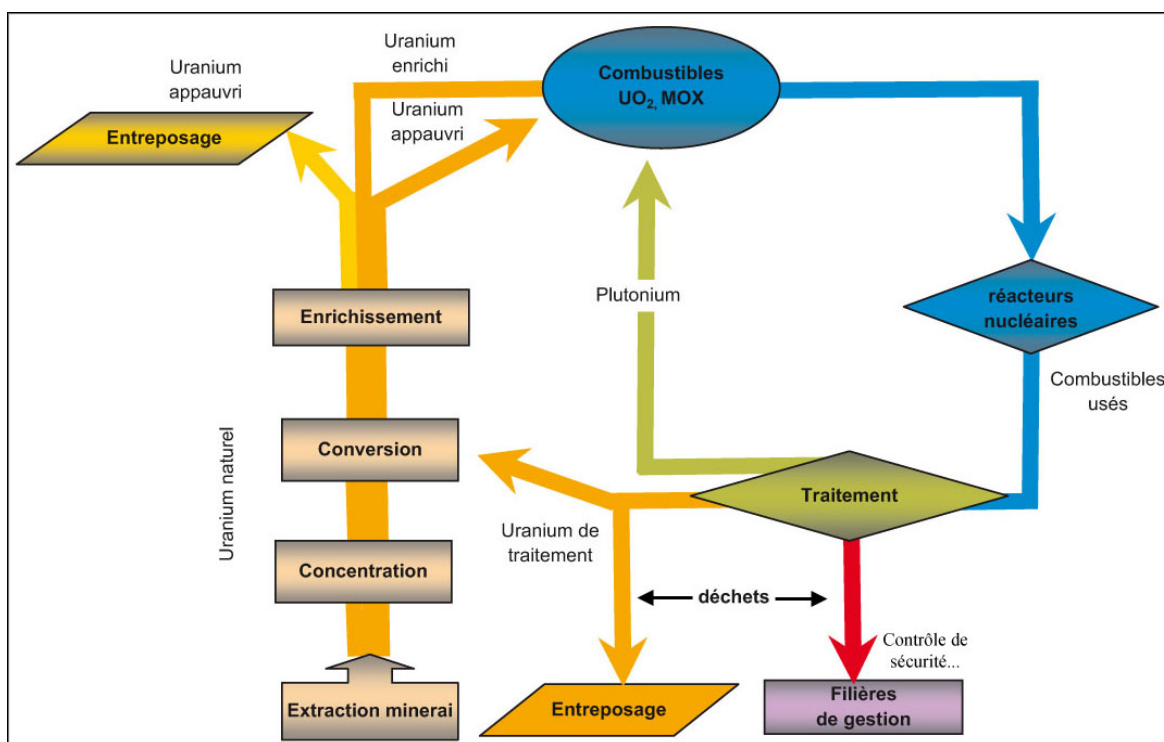 Uranium
appauvri
Entreposage
Uranium
enrichi
Uranium
appauvri
Combustibles
UO₂, MOX
réacteurs
nucléaires
Combustibles
usés
Plutonium
Enrichissement
Conversion
Uranium naturel
Concentration
Extraction minerai
Traitement
Uranium de
traitement
déchets
Contrôle de
sécurité...
Entreposage
Filières
de gestion